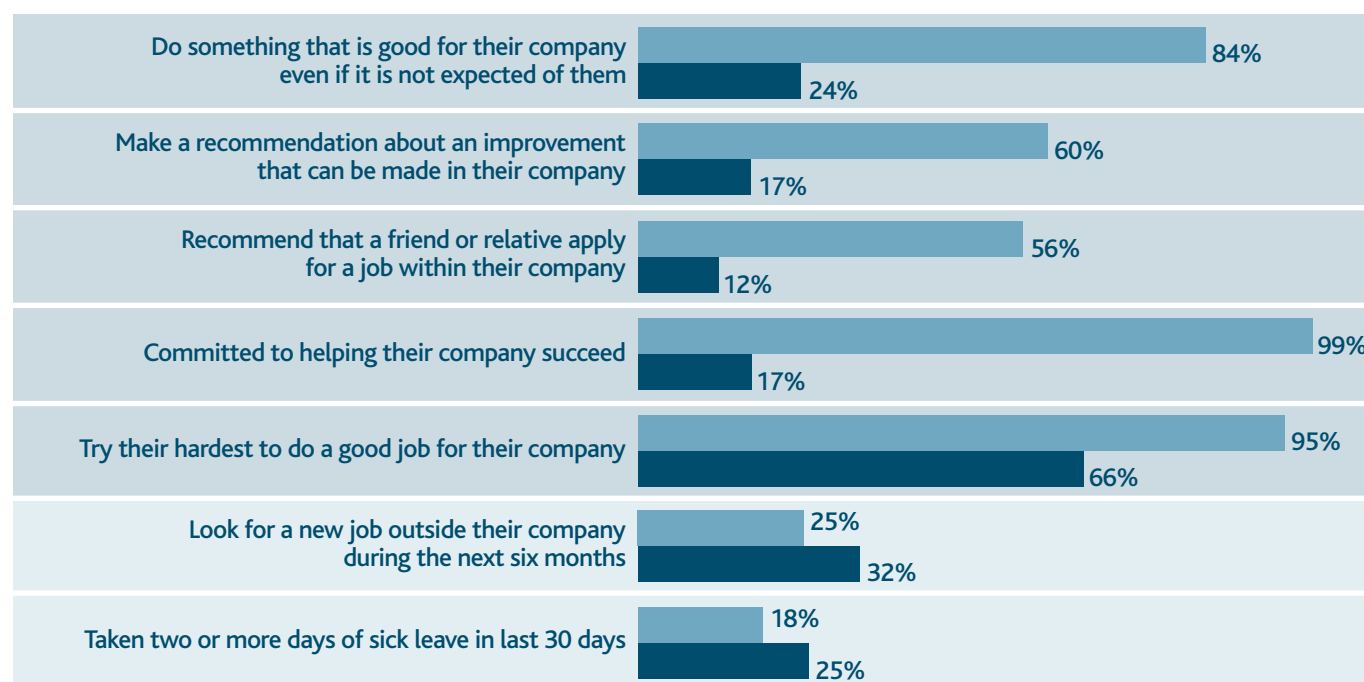 Do something that is good for their company
even if it is not expected of them
84%
24%
Make a recommendation about an improvement
that can be made in their company
60%
17%
Recommend that a friend or relative apply
for a job within their company
56%
12%
Committed to helping their company succeed
99%
17%
Try their hardest to do a good job for their company
95%
66%
Look for a new job outside their company
during the next six months
25%
32%
Taken two or more days of sick leave in last 30 days
18%
25%